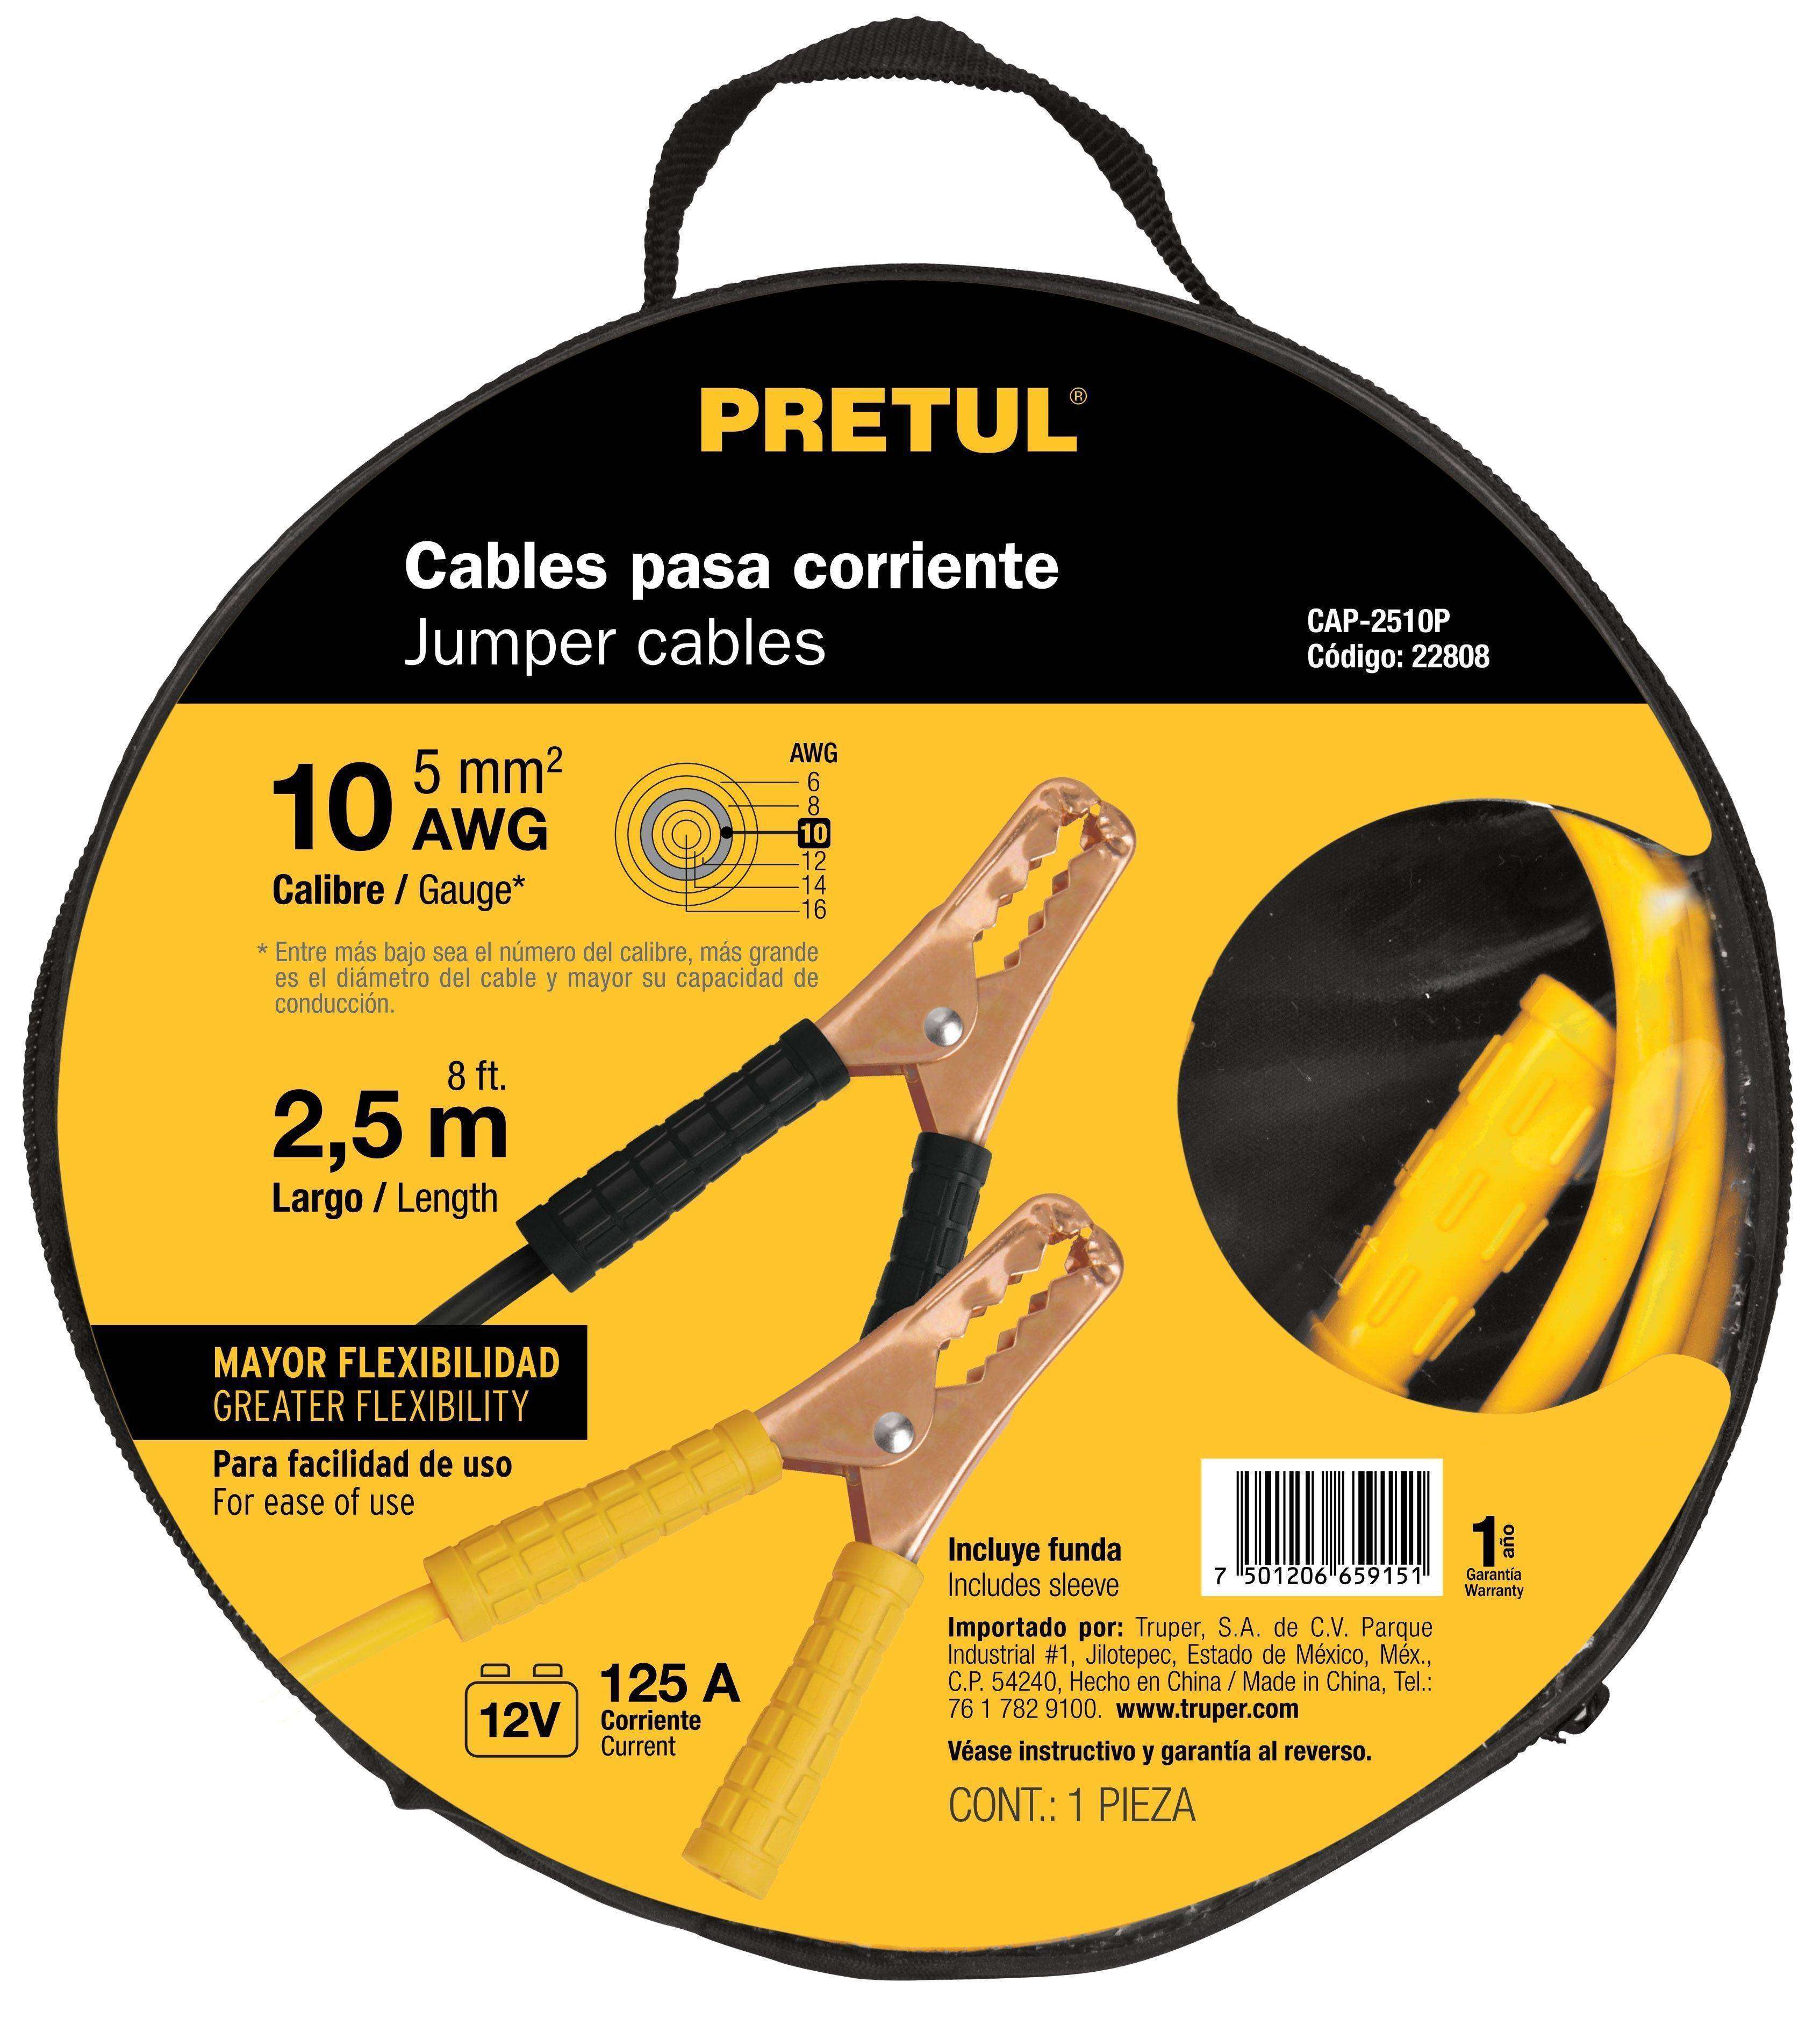 PRETUL®
Cables pasa corriente
Jumper cables
CAP-2510P
Código: 22808
10 5 mm²
AWG
Calibre / Gauge*
AWG
6
8
10
12
14
16
* Entre más bajo sea el número del calibre, más grande
es el diámetro del cable y mayor su capacidad de
conducción.
8 ft.
2,5 m
Largo / Length
MAYOR FLEXIBILIDAD
GREATER FLEXIBILITY
Para facilidad de uso
For ease of use
12V
125 A
Corriente
Current
Incluye funda
Includes sleeve
7 501206 659151
1 año
Garantía
Warranty
Importado por: Truper, S.A. de C.V. Parque
Industrial #1, Jilotepec, Estado de México, Méx.,
C.P. 54240, Hecho en China / Made in China, Tel.:
76 1 782 9100. www.truper.com
Véase instructivo y garantía al reverso.
CONT.: 1 PIEZA